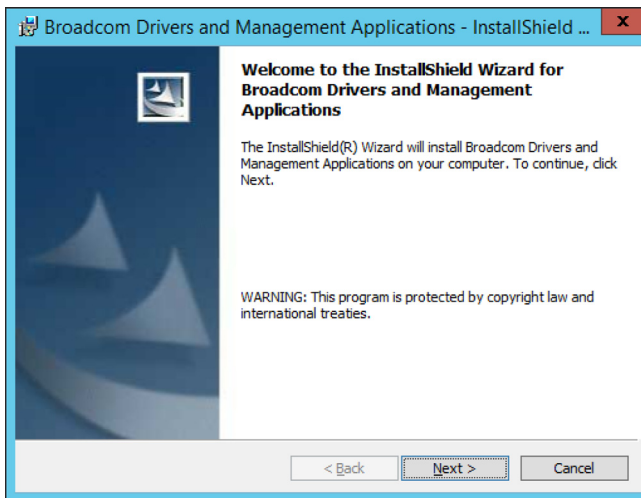 Broadcom Drivers and Management Applications - InstallShield ...
x
Welcome to the InstallShield Wizard for
Broadcom Drivers and Management
Applications
The InstallShield(R) Wizard will install Broadcom Drivers and
Management Applications on your computer. To continue, click
Next.
WARNING: This program is protected by copyright law and
international treaties.
< Back
Next >
Cancel